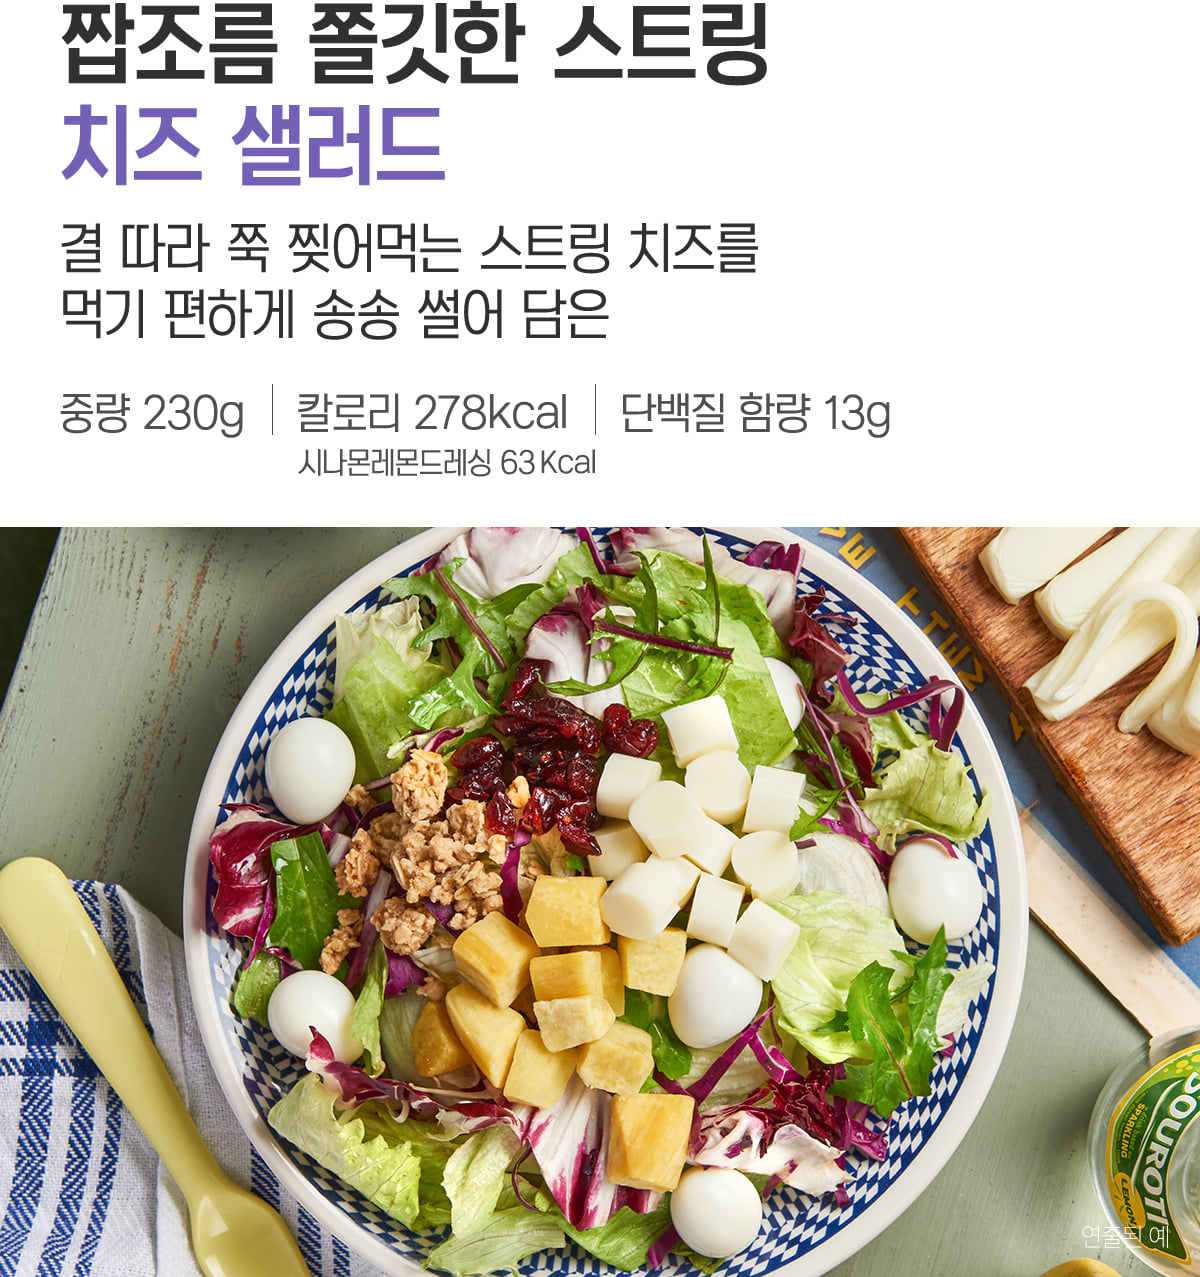 짭조름 쫄깃한 스트링
치즈 샐러드
결 따라 쭉 찢어먹는 스트링 치즈를
먹기 편하게 송송 썰어 담은
중량 230g
칼로리 278kcal
단백질 함량 13g
시나몬레몬드레싱 63Kcal
SPARKLING
LEMON
연출된 예